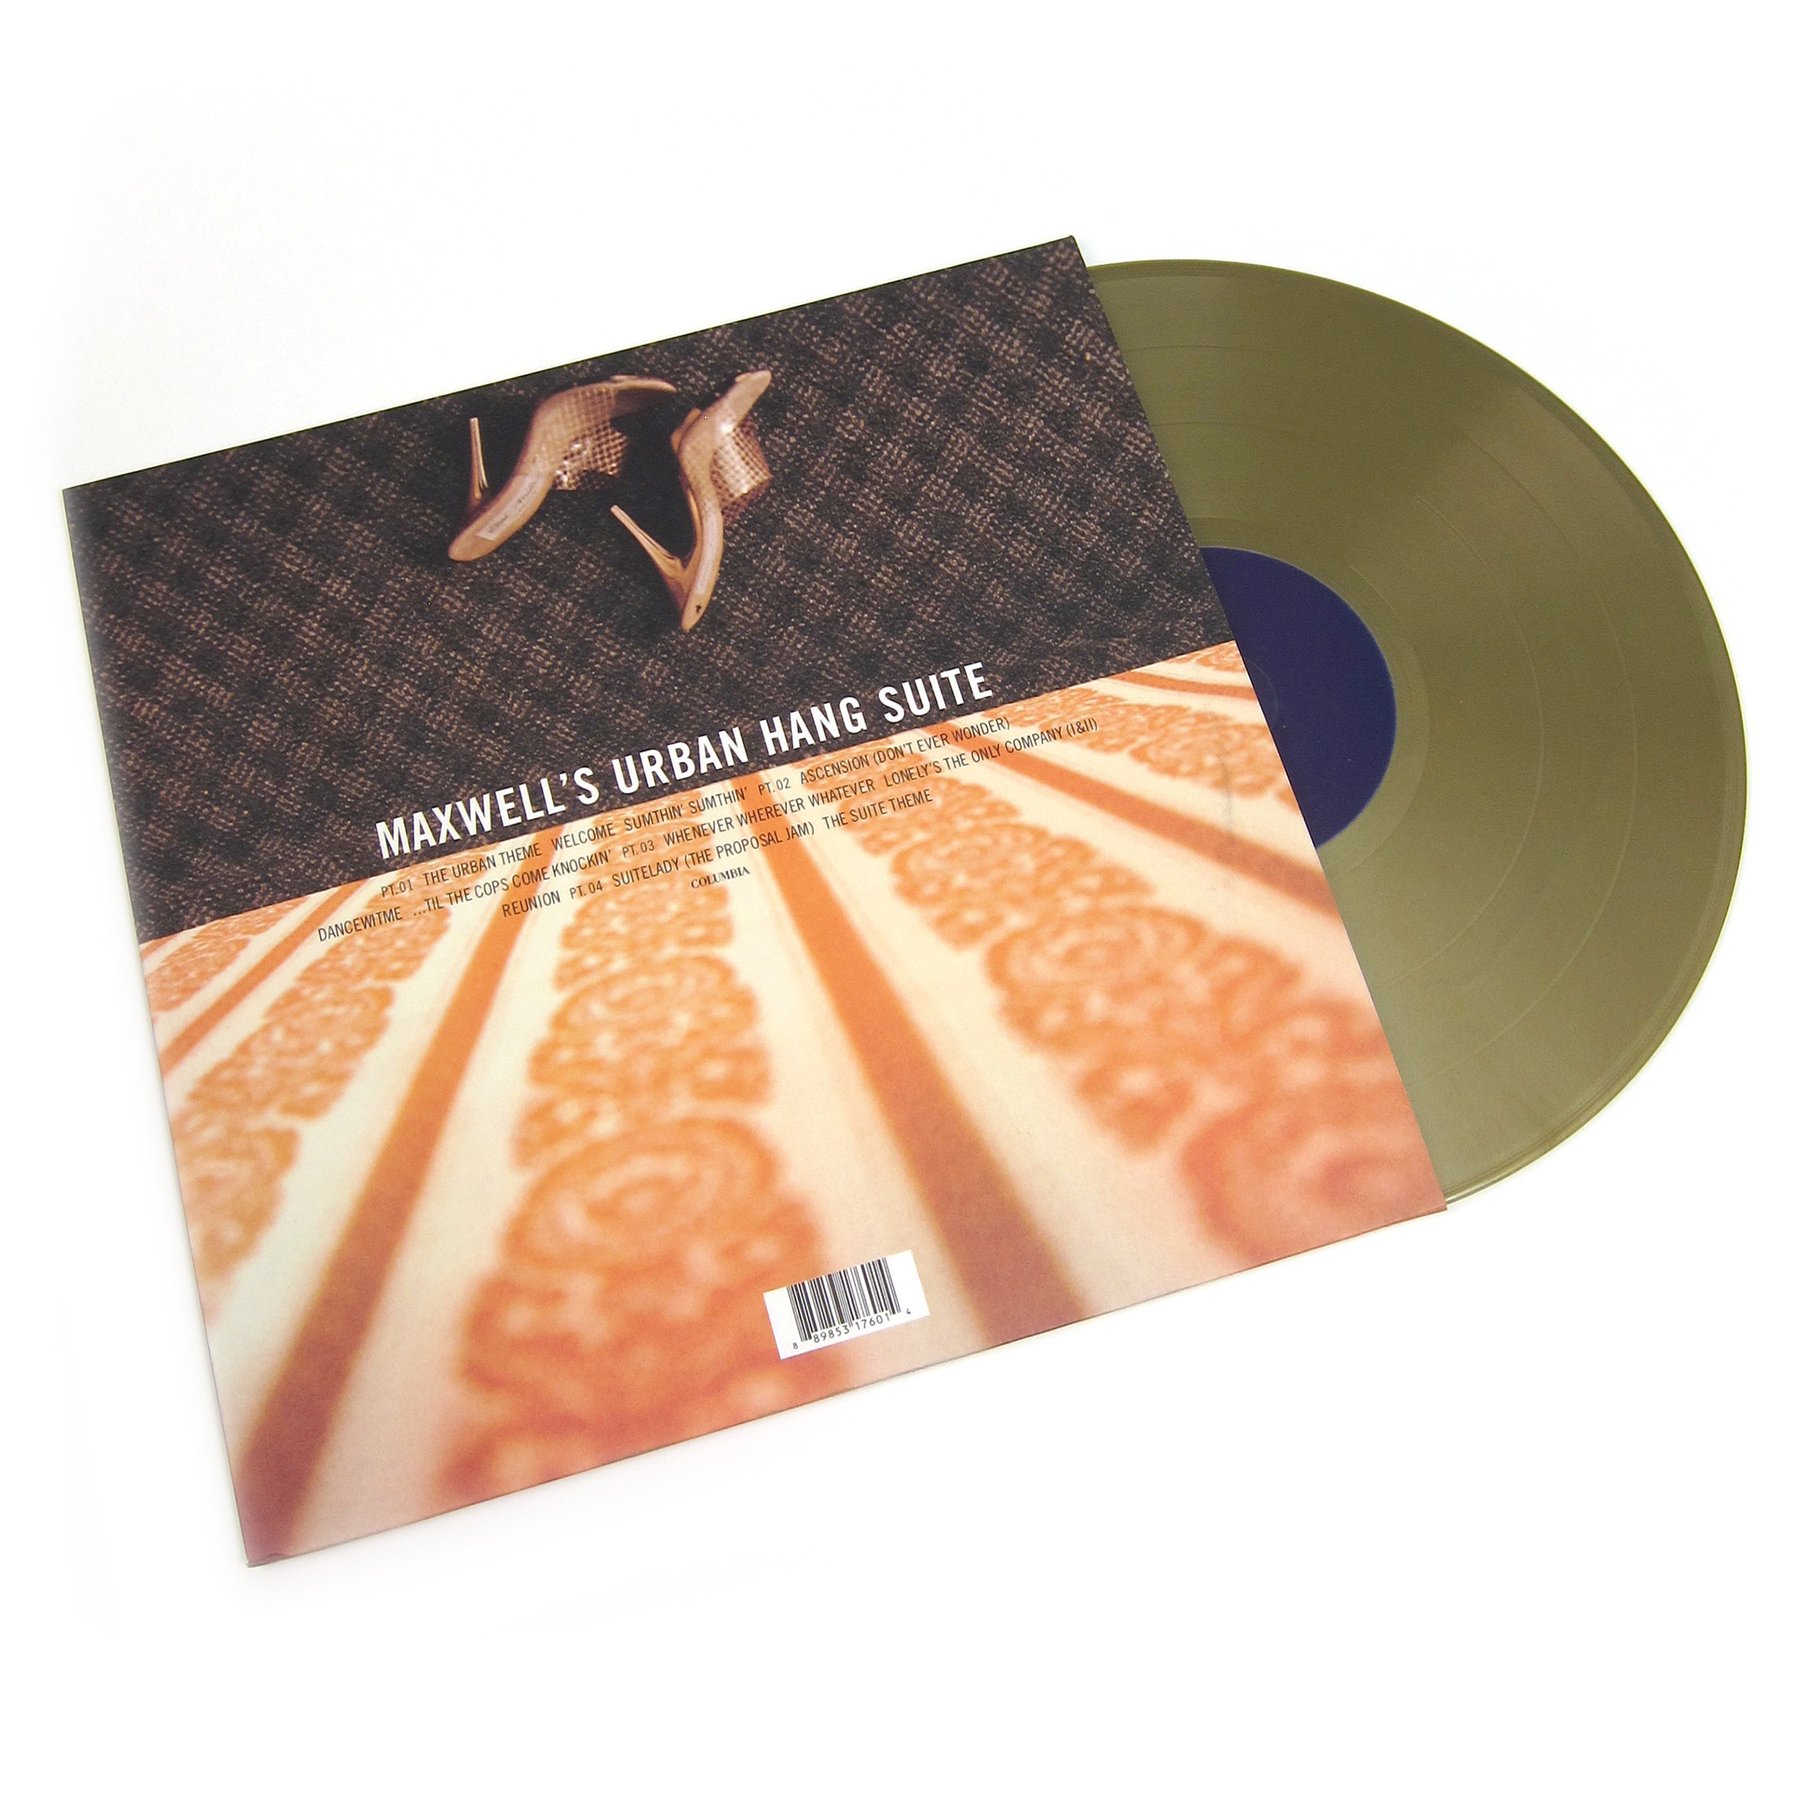 MAXWELL'S URBAN HANG SUITE
PT.01 THE URBAN THEME WELCOME SUMTHIN' SUMTHIN' PT.02 ASCENSION (DON'T EVER WONDER)
DANCEWITME ...TIL THE COPS COME KNOCKIN' PT.03 WHENEVER WHEREVER WHATEVER LONELY'S THE ONLY COMPANY (I&II)
REUNION PT.04 SUITELADY (THE PROPOSAL JAM) THE SUITE THEME
COLUMBIA
8 89853 17601 4